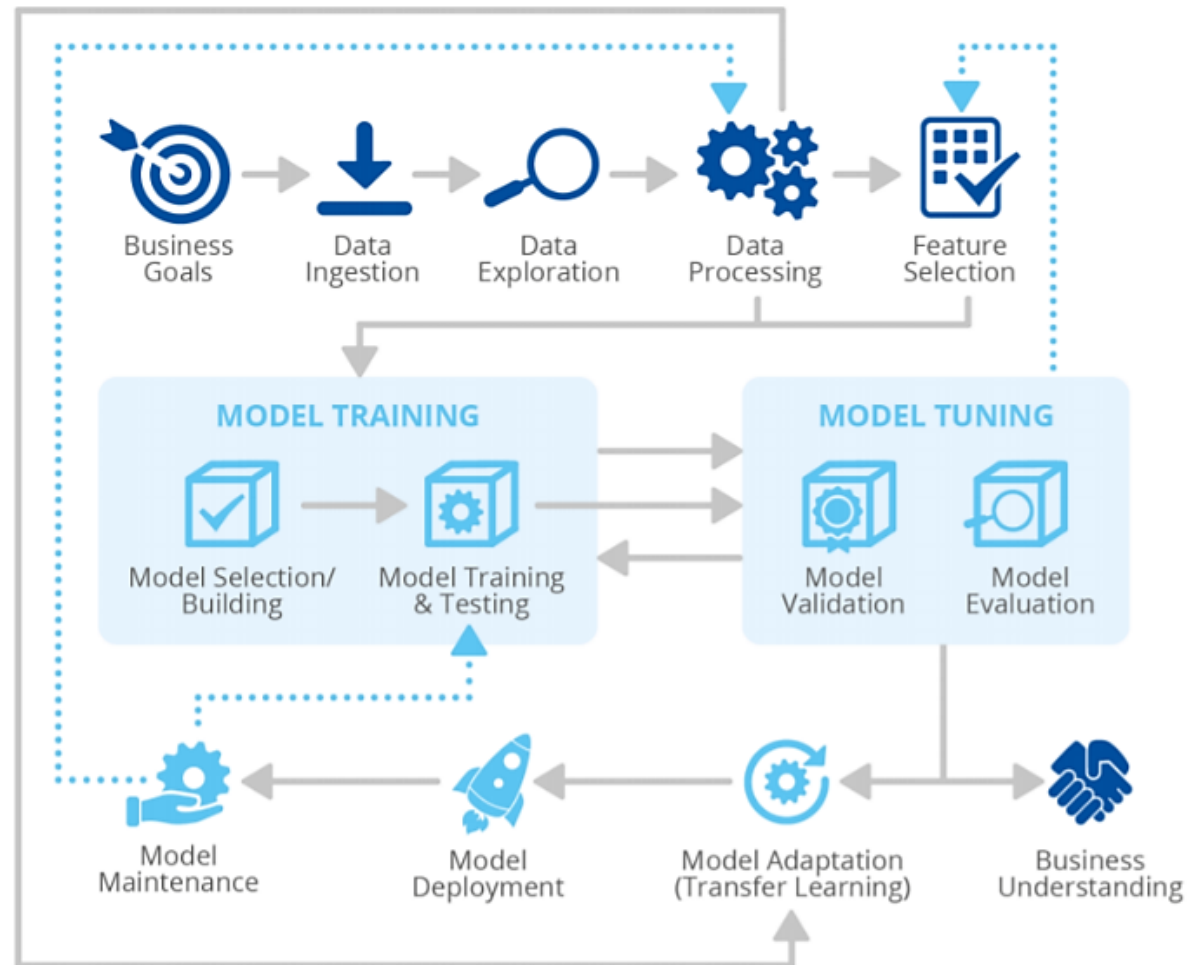 Business
Goals
Data
Ingestion
Data
Exploration
Data
Processing
Feature
Selection
MODEL TRAINING
Model Selection/
Building
Model Training
& Testing
MODEL TUNING
Model
Validation
Model
Evaluation
Model
Maintenance
Model
Deployment
Model Adaptation
(Transfer Learning)
Business
Understanding